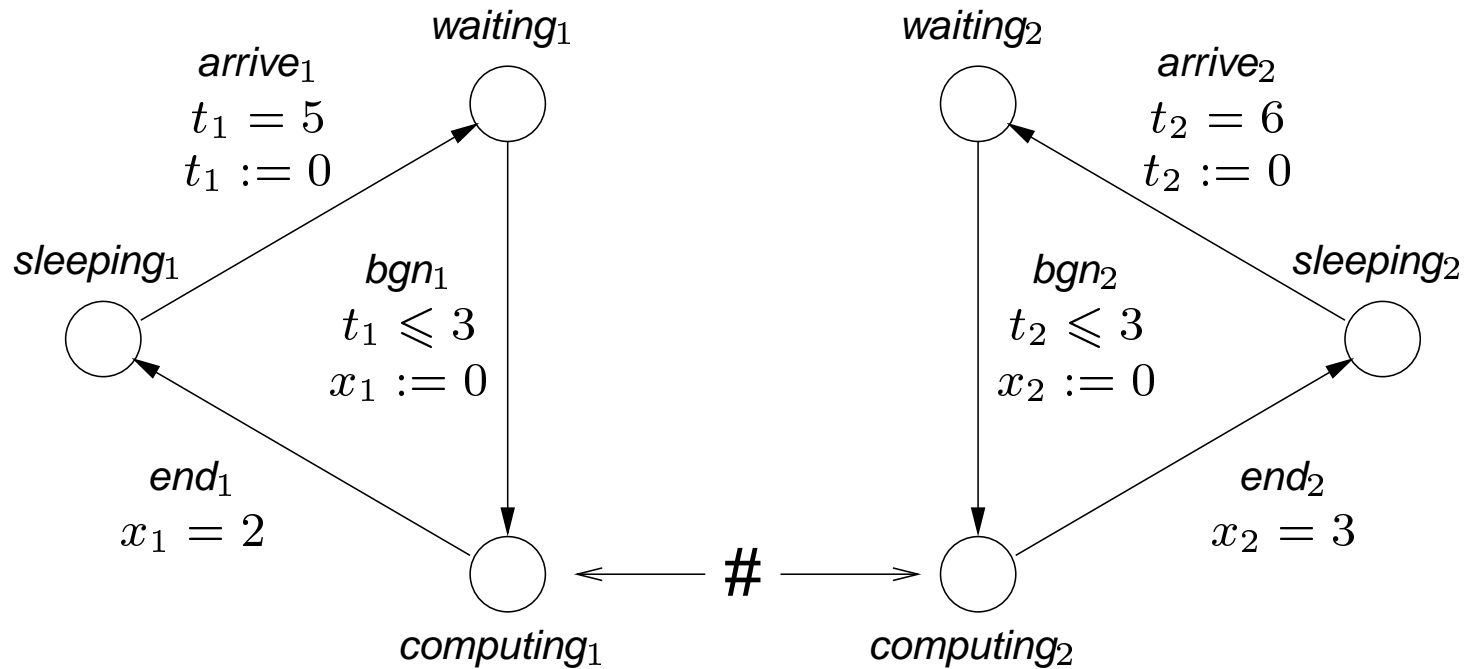 waiting₁
waiting₂
arrive₁
t₁ = 5
t₁ := 0
arrive₂
t₂ = 6
t₂ := 0
sleeping₁
bgn₁
t₁ ⩽ 3
x₁ := 0
bgn₂
t₂ ⩽ 3
x₂ := 0
sleeping₂
end₁
x₁ = 2
end₂
x₂ = 3
#
computing₁
computing₂